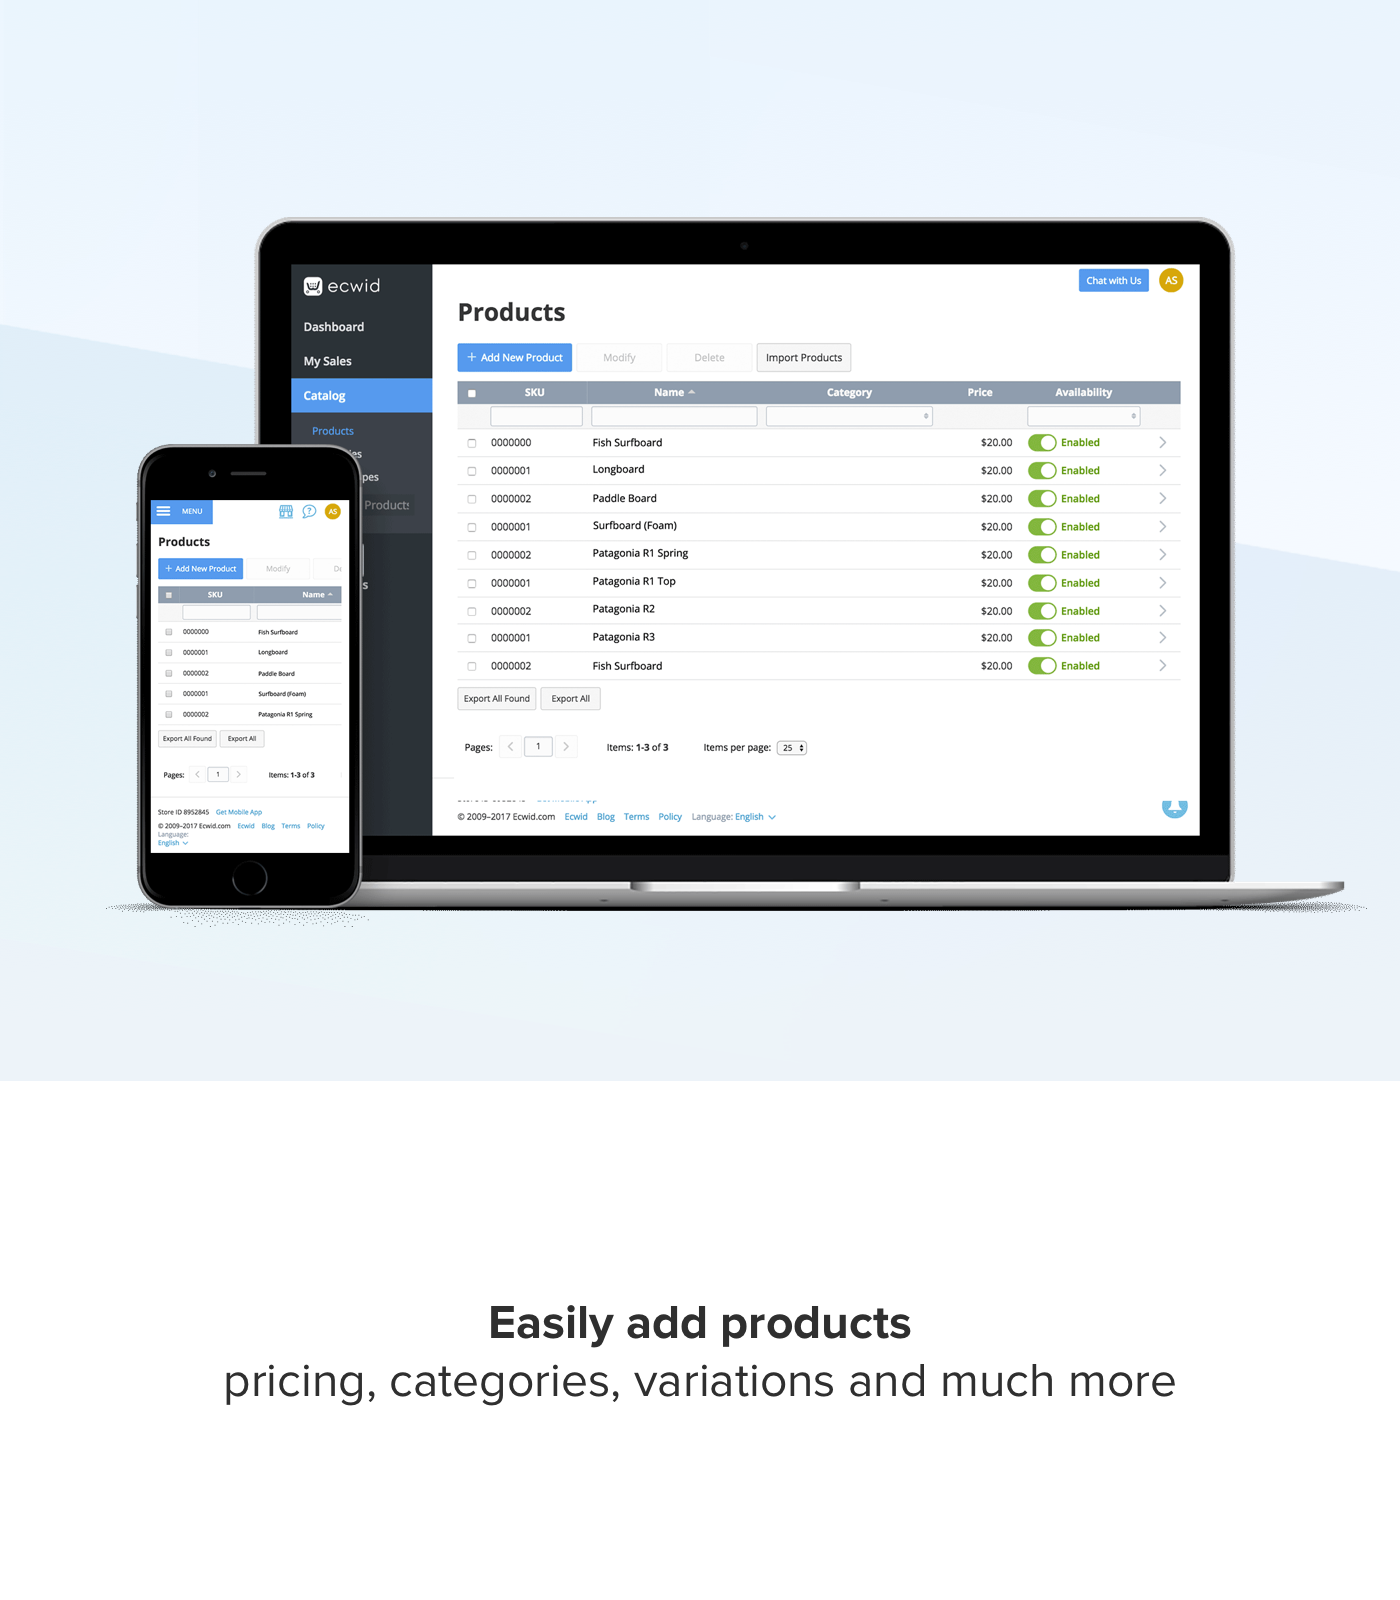 ecwid
Dashboard
My Sales
Catalog
Products
Products
Chat with Us
AS
Products
+ Add New Product
Modify
Delete
Import Products
SKU Name Category Price Availability
0000000 Fish Surfboard $20.00 Enabled
0000001 Longboard $20.00 Enabled
0000002 Paddle Board $20.00 Enabled
0000001 Surfboard (Foam) $20.00 Enabled
0000002 Patagonia R1 Spring $20.00 Enabled
0000001 Patagonia R1 Top $20.00 Enabled
0000002 Patagonia R2 $20.00 Enabled
0000001 Patagonia R3 $20.00 Enabled
0000002 Fish Surfboard $20.00 Enabled
Export All Found Export All
Pages: 1 Items: 1-3 of 3 Items per page: 25
© 2009–2017 Ecwid.com Ecwid Blog Terms Policy Language: English
MENU
AS
Products
+ Add New Product Modify De
SKU Name
0000000 Fish Surfboard
0000001 Longboard
0000002 Paddle Board
0000001 Surfboard (Foam)
0000002 Patagonia R1 Spring
Export All Found Export All
Pages: 1 Items: 1-3 of 3
Store ID 8952845 Get Mobile App
© 2009–2017 Ecwid.com Ecwid Blog Terms Policy
Language:
English
Easily add products
pricing, categories, variations and much more